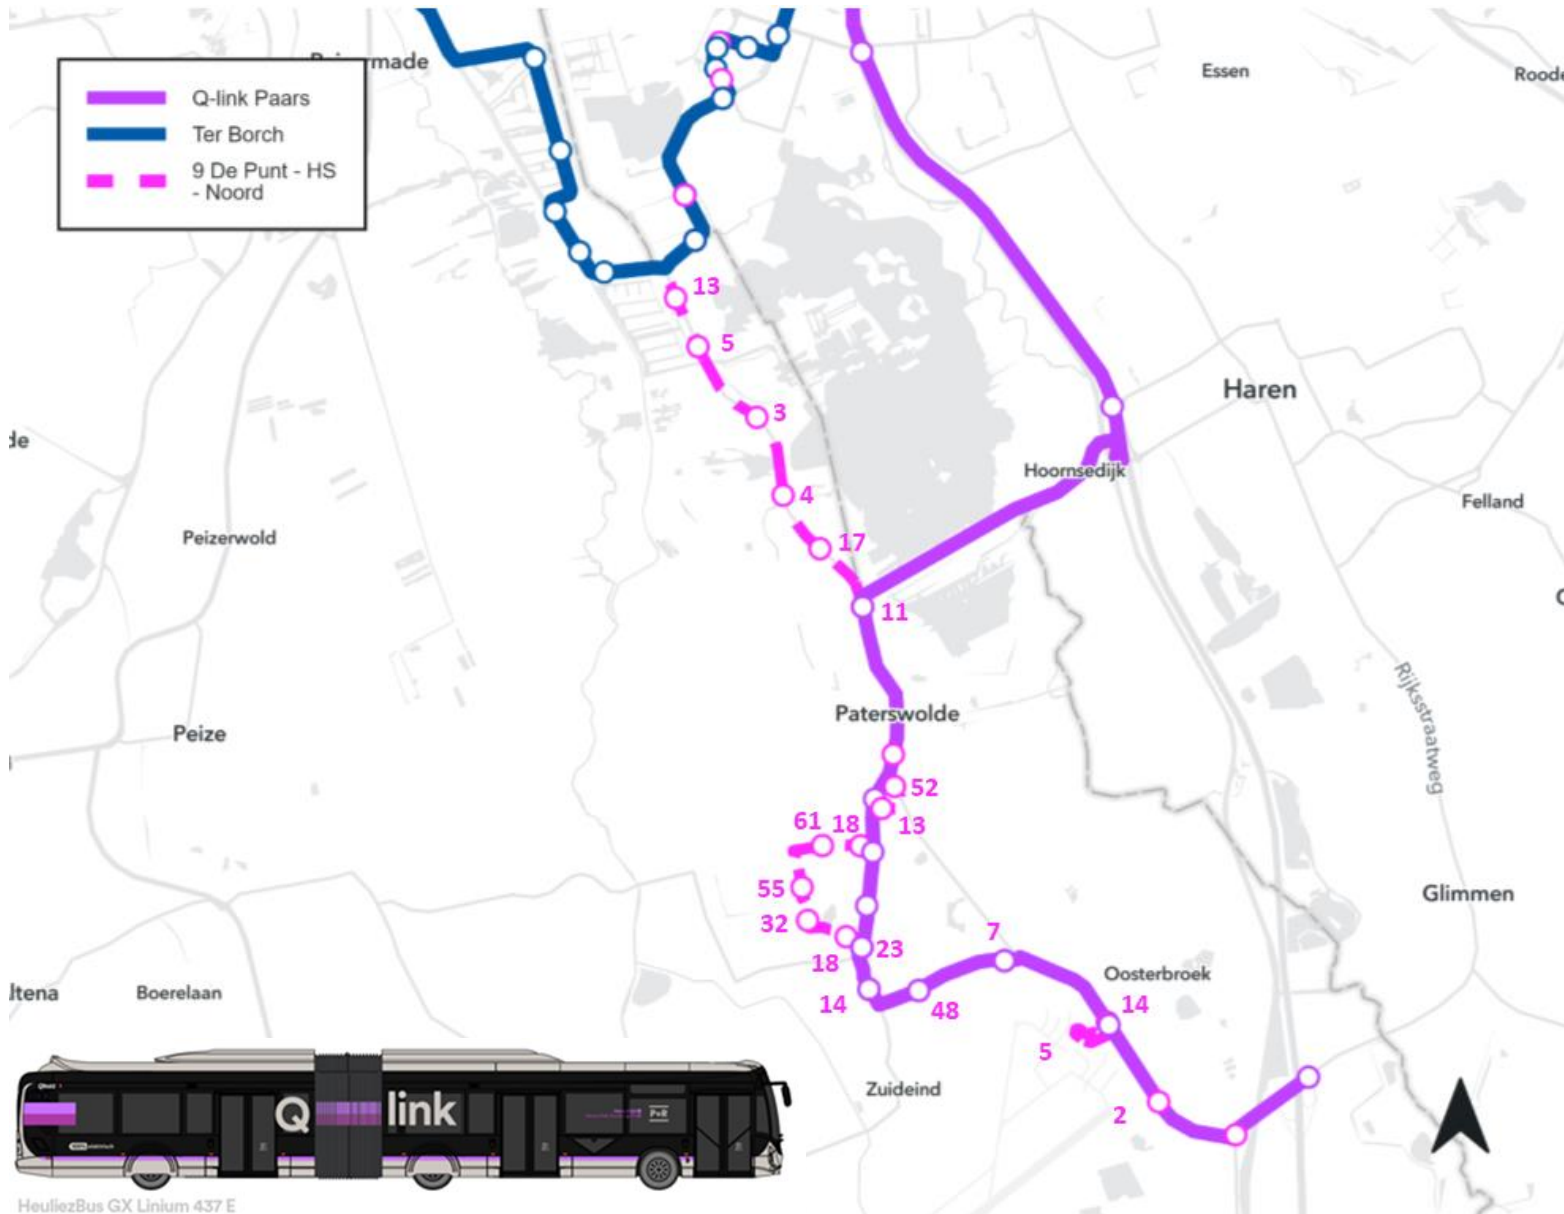 Essen
Q-link Paars
Ter Borch
9 De Punt - HS
- Noord
13
5
3
Haren
4
Hoornsedijk
Felland
17
Peizerwold
11
Rijksstraatweg
Paterswolde
Peize
52
61
18
13
55
Glimmen
32
7
23
18
Oosterbroek
14
48
14
Boerelaan
5
Zuideind
2
Q link
P+R
HeuliezBus GX Linium 437 E